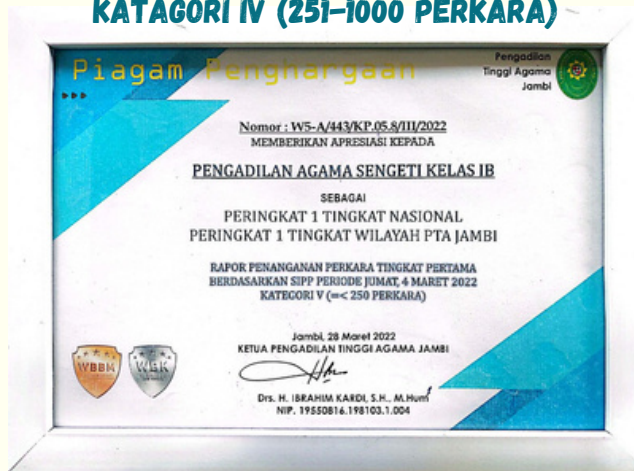 KATAGORI IV (251–1000 PERKARA)
Piagam Penghargaan
Pengadilan
Tinggi Agama
Jambi
Nomor : W5-A/443/KP.05.8/III/2022
MEMBERIKAN APRESIASI KEPADA
PENGADILAN AGAMA SENGETI KELAS IB
SEBAGAI
PERINGKAT 1 TINGKAT NASIONAL
PERINGKAT 1 TINGKAT WILAYAH PTA JAMBI
RAPOR PENANGANAN PERKARA TINGKAT PERTAMA
BERDASARKAN SIPP PERIODE JUMAT, 4 MARET 2022
KATEGORI V (=< 250 PERKARA)
Jambi, 28 Maret 2022
KETUA PENGADILAN TINGGI AGAMA JAMBI
WBBM
WBK
Drs. H. IBRAHIM KARDI, S.H., M.Hum
NIP. 19550816.198103.1.004